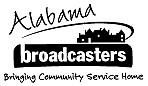 Alabama
broadcasters
Bringing Community Service Home